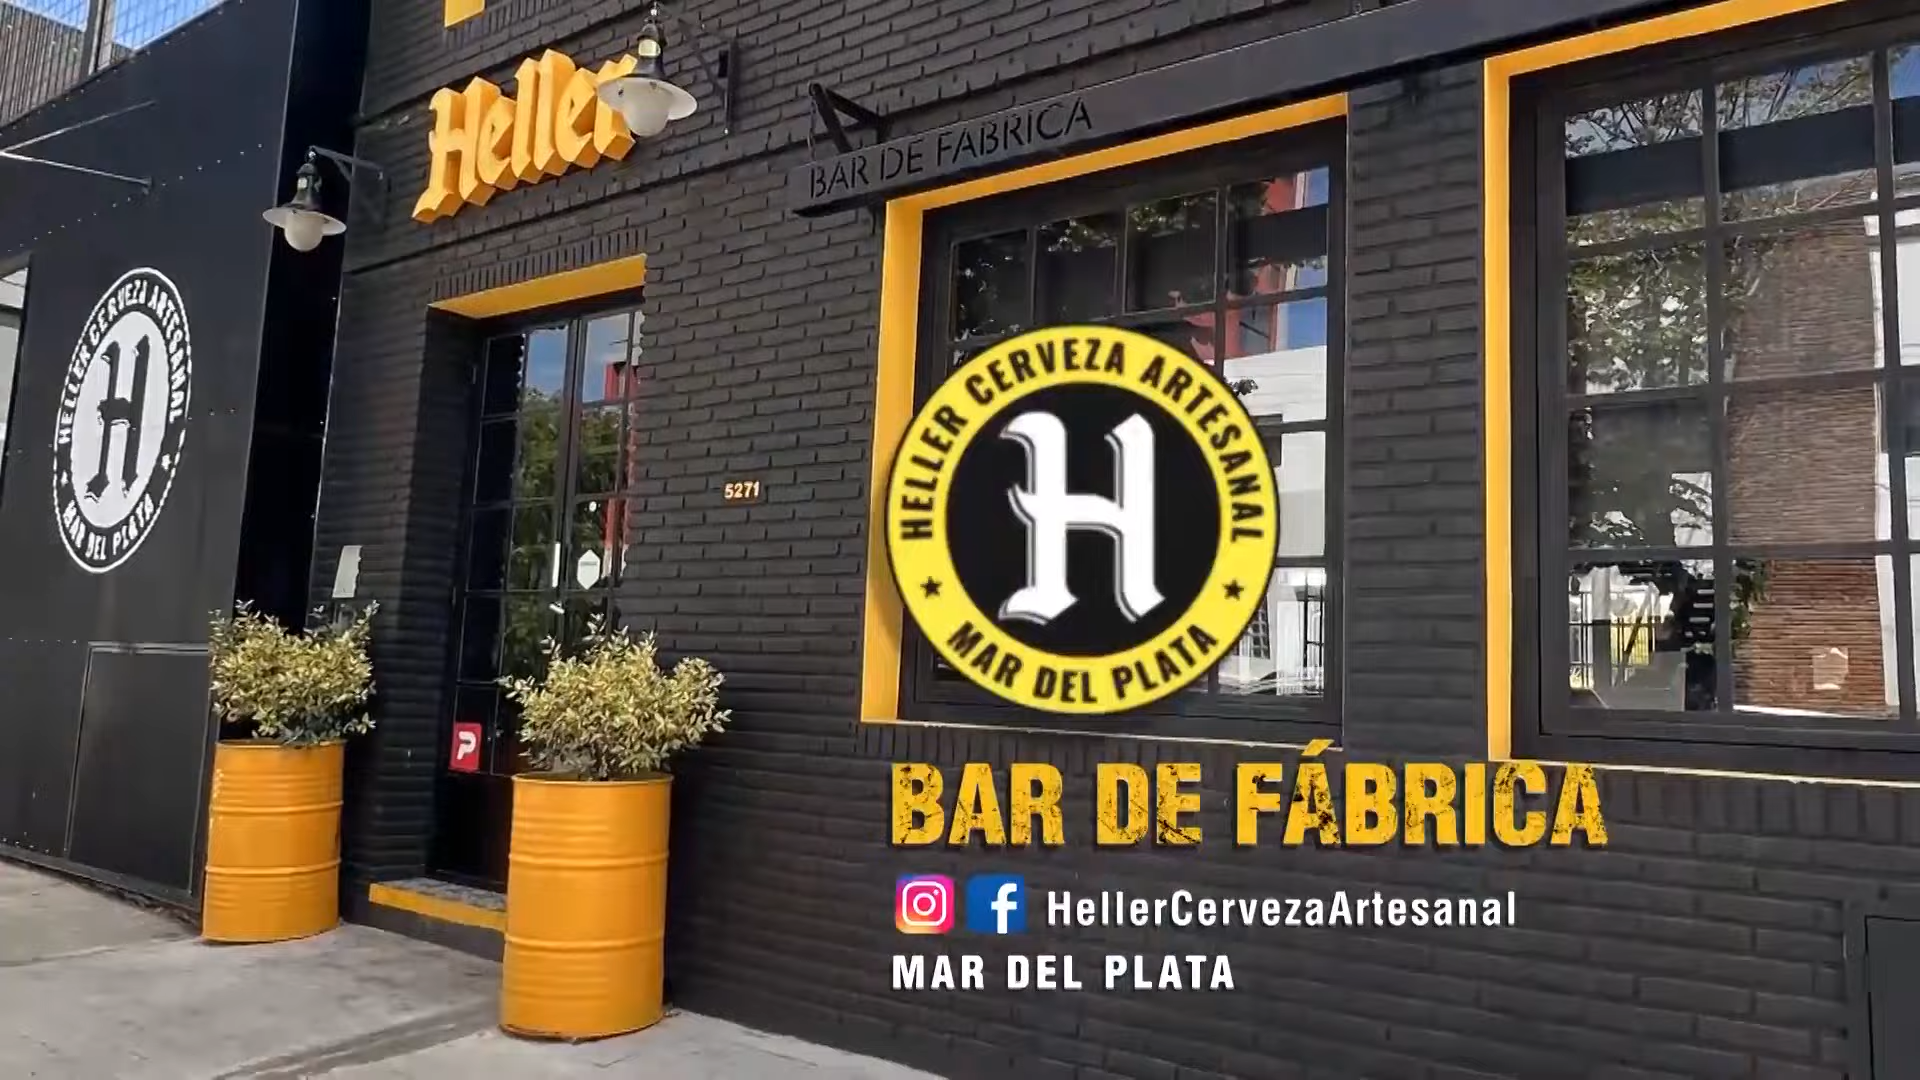 Heller
BAR DE FABRICA
HELLER CERVEZA ARTESANAL
H
MAR DEL PLATA
5271
HELLER CERVEZA ARTESANAL
H
MAR DEL PLATA
P
BAR DE FÁBRICA
HellerCervezaArtesanal
MAR DEL PLATA